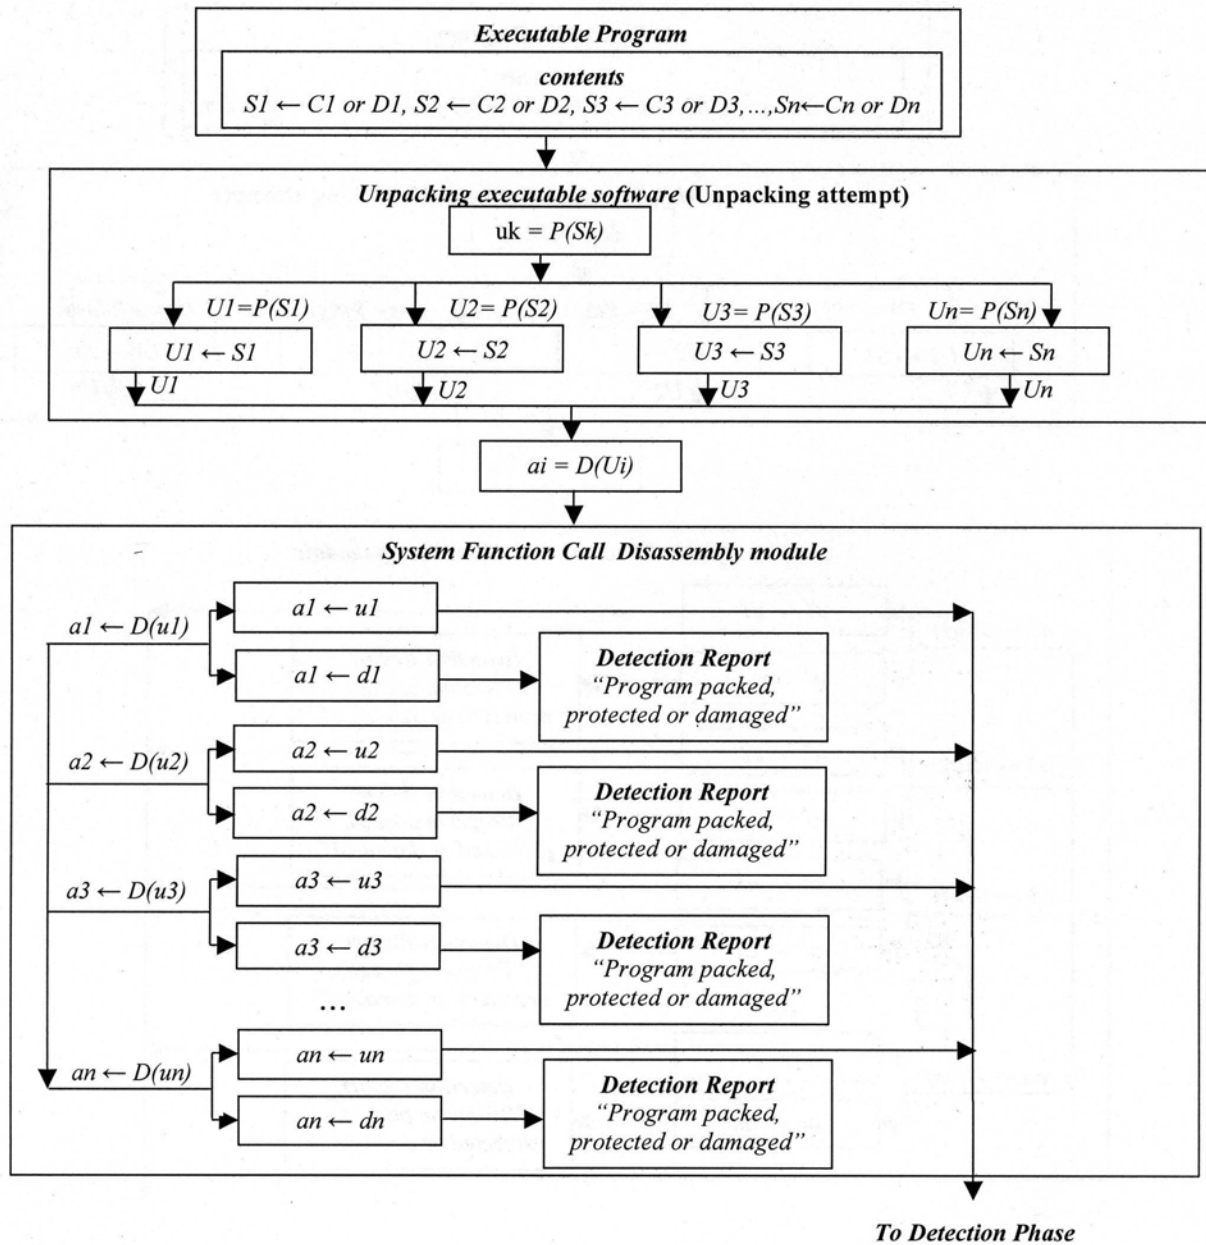 Executable Program
contents
S1 ← C1 or D1, S2 ← C2 or D2, S3 ← C3 or D3,...,Sn←Cn or Dn
Unpacking executable software (Unpacking attempt)
uk = P(Sk)
U1=P(S1)
U2= P(S2)
U3= P(S3)
Un= P(Sn)
U1 ← S1
U2 ← S2
U3 ← S3
Un ← Sn
U1
U2
U3
Un
ai = D(Ui)
System Function Call Disassembly module
a1 ← D(u1)
a1 ← u1
a1 ← d1
Detection Report
“Program packed,
protected or damaged”
a2 ← D(u2)
a2 ← u2
a2 ← d2
Detection Report
“Program packed,
protected or damaged”
a3 ← D(u3)
a3 ← u3
a3 ← d3
Detection Report
“Program packed,
protected or damaged”
...
an ← D(un)
an ← un
an ← dn
Detection Report
“Program packed,
protected or damaged”
To Detection Phase